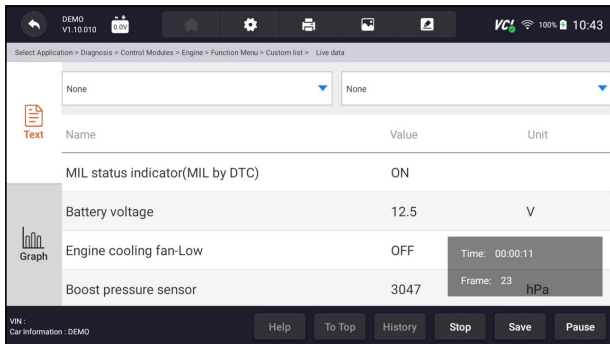 DEMO
V1.10.010
0.0V
VC!
100%
10:43
Select Application > Diagnosis > Control Modules > Engine > Function Menu > Custom list > Live data
None
None
Text
Name Value Unit
MIL status indicator(MIL by DTC) ON
Battery voltage 12.5 V
Graph
Engine cooling fan-Low OFF
Time: 00:00:11
Frame: 23
Boost pressure sensor 3047 hPa
VIN :
Car Information : DEMO
Help To Top History Stop Save Pause